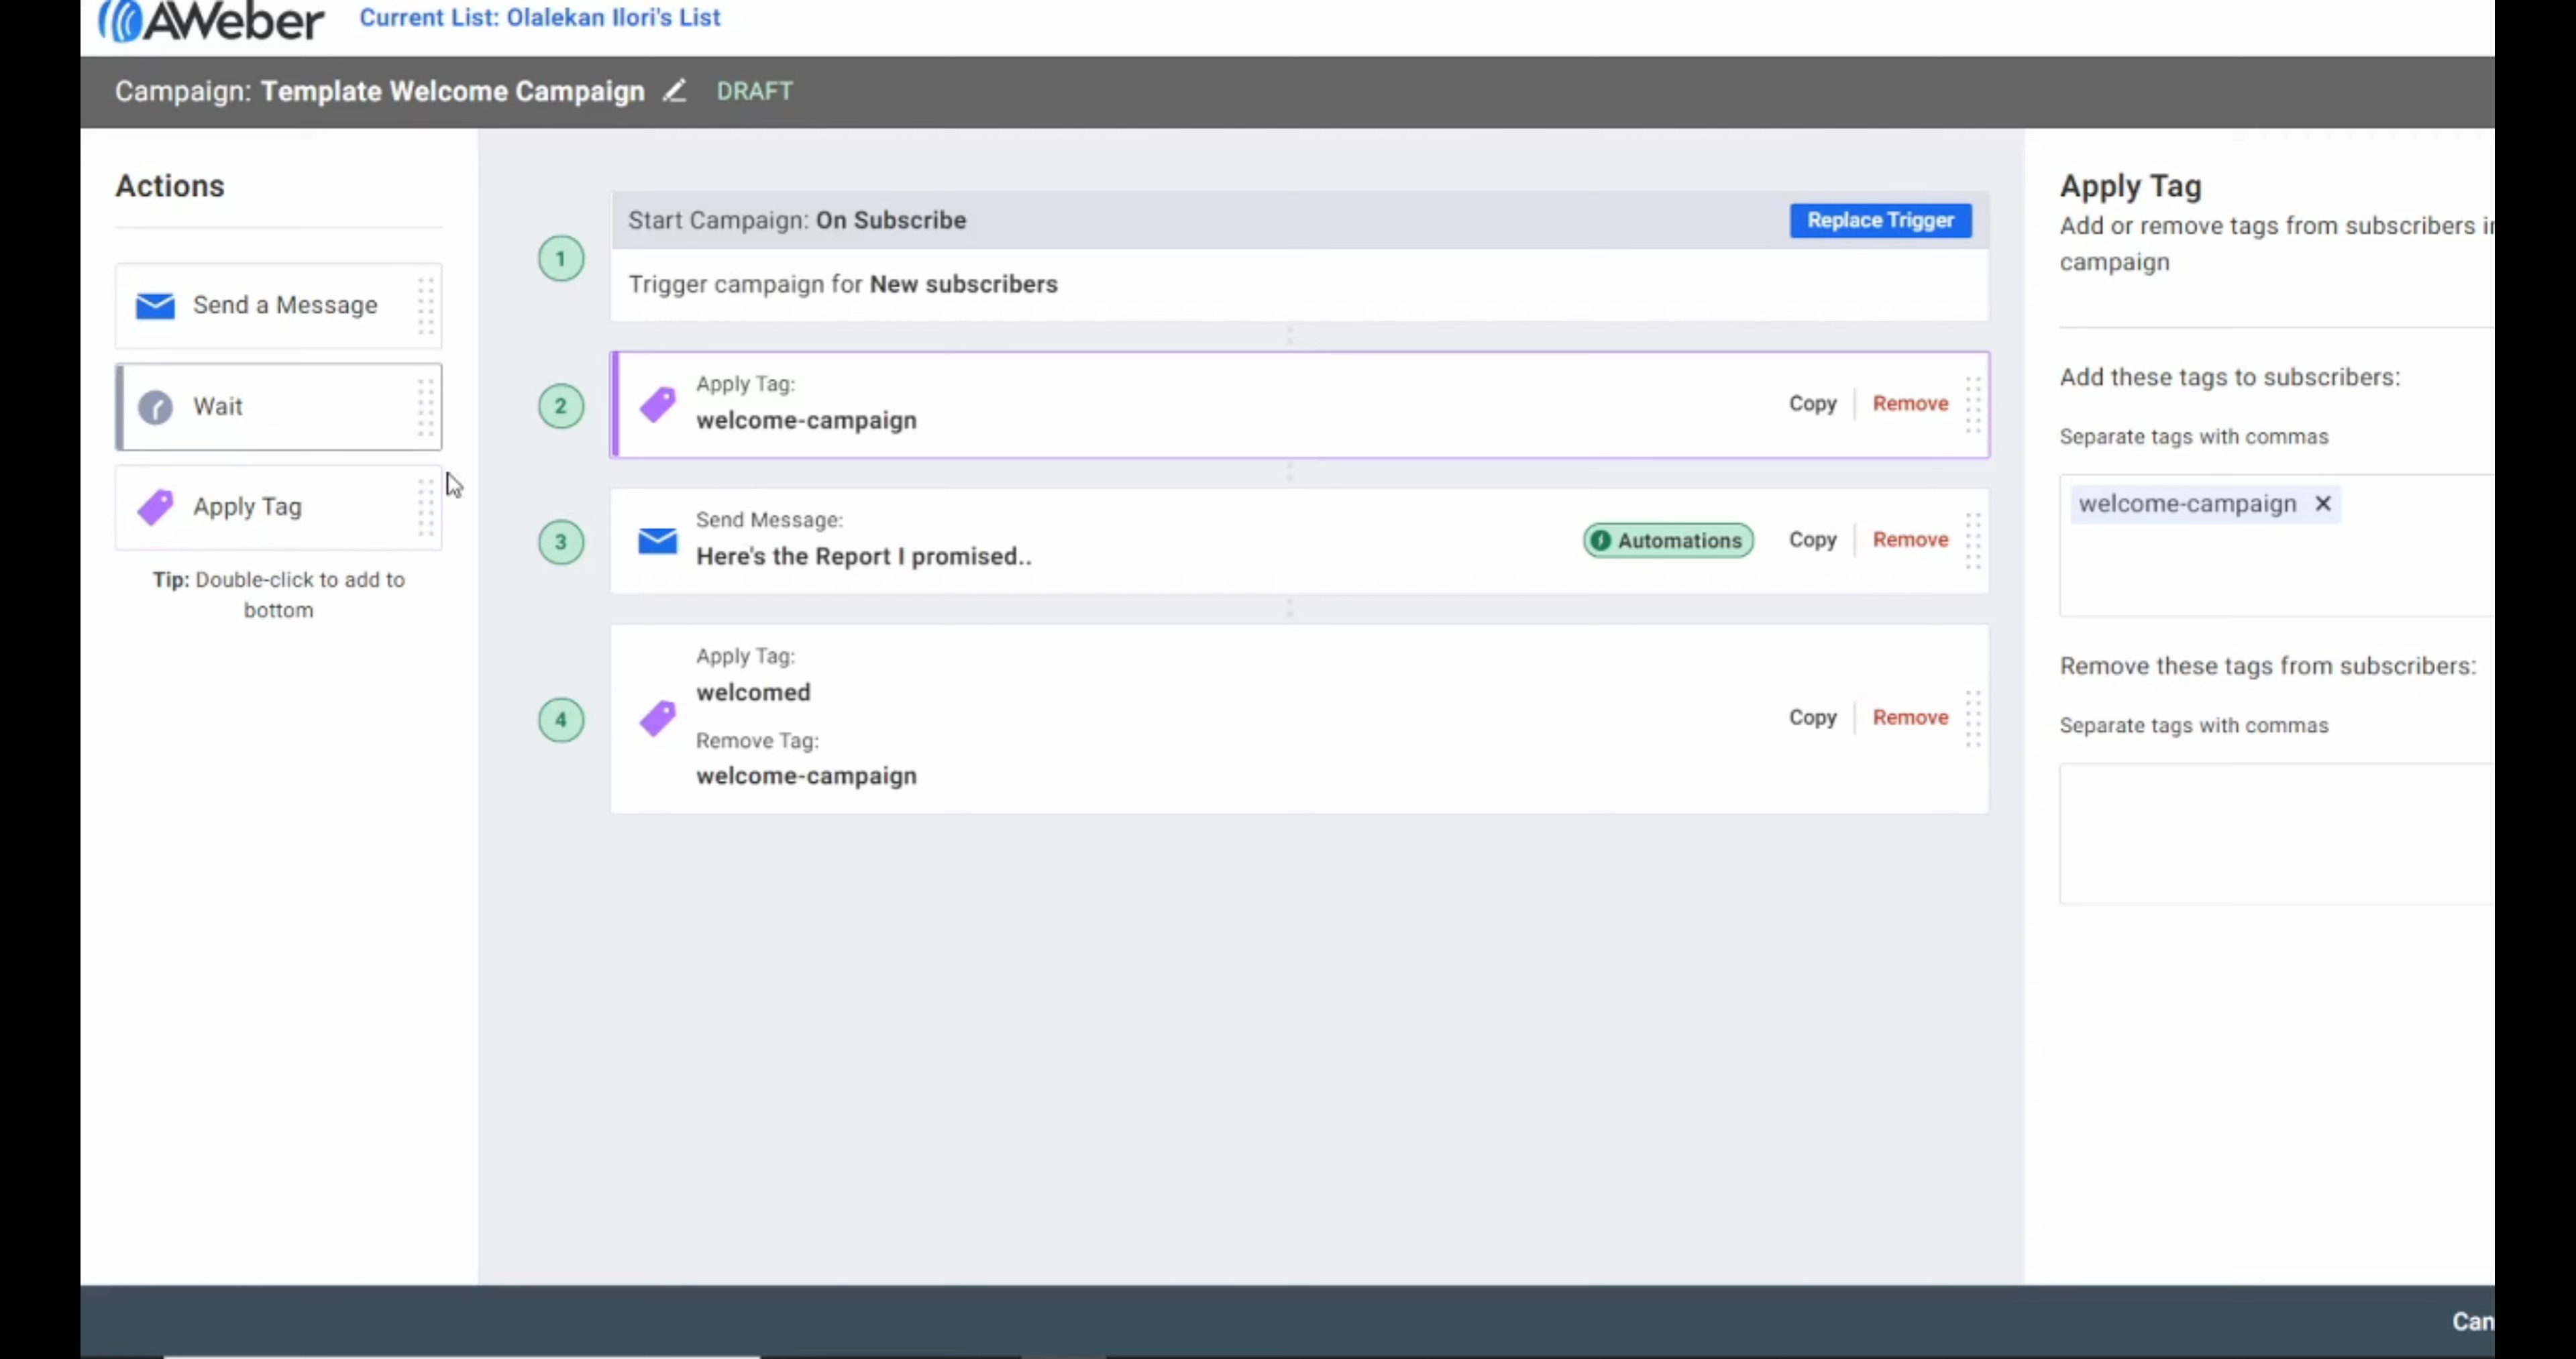 AWeber
Current List: Olalekan Ilori's List
Campaign: Template Welcome Campaign
DRAFT
Actions
Send a Message
Wait
Apply Tag
Tip: Double-click to add to
bottom
1
Start Campaign: On Subscribe
Replace Trigger
Trigger campaign for New subscribers
2
Apply Tag:
welcome-campaign
Copy
Remove
3
Send Message:
Here's the Report I promised..
Automations
Copy
Remove
4
Apply Tag:
welcomed
Remove Tag:
welcome-campaign
Copy
Remove
Apply Tag
Add or remove tags from subscribers
campaign
Add these tags to subscribers:
Separate tags with commas
welcome-campaign
Remove these tags from subscribers:
Separate tags with commas